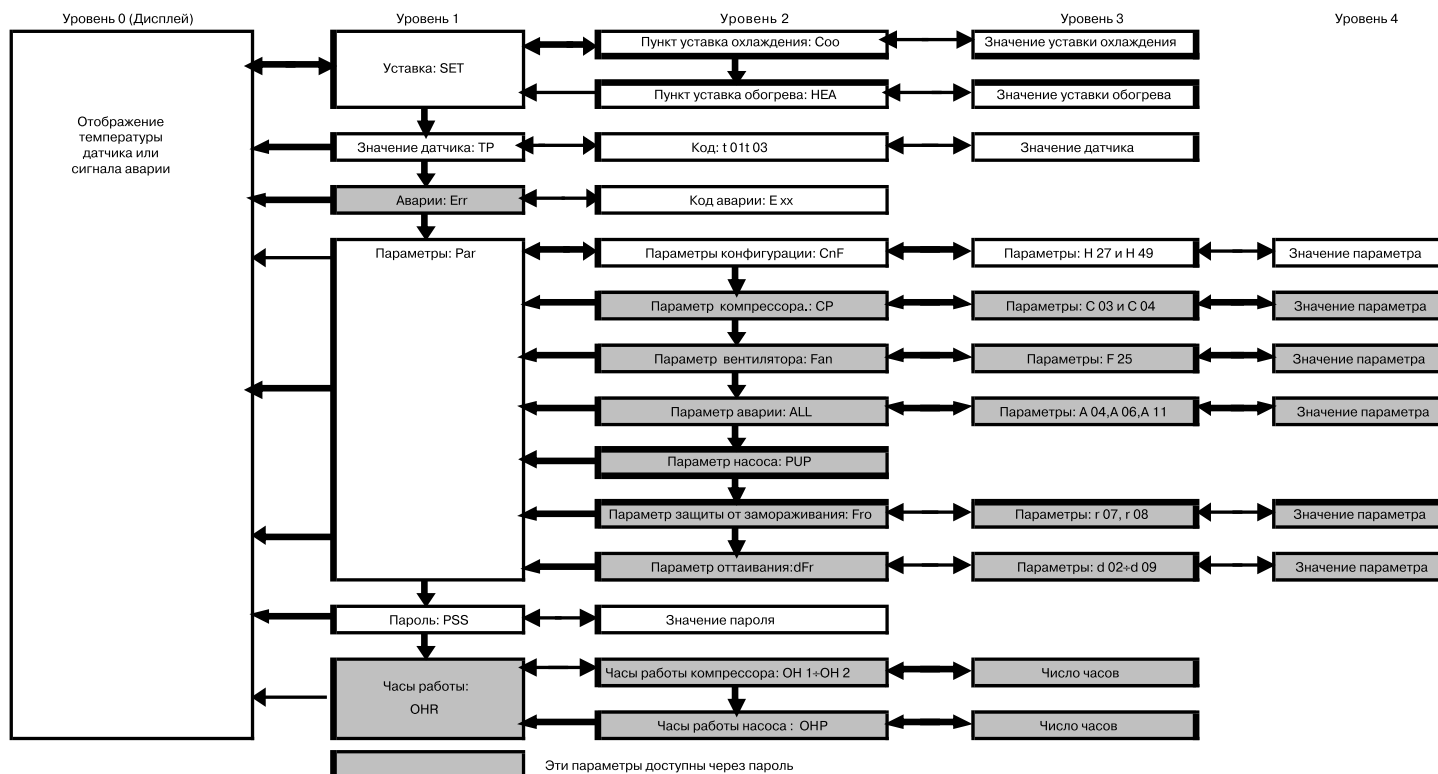 Уровень 0 (Дисплей)
Уровень 1
Уровень 2
Уровень 3
Уровень 4
Отображение
температуры
датчика или
сигнала аварии
Уставка: SET
Пункт уставка охлаждения: Coo
Значение уставки охлаждения
Пункт уставка обогрева: HEA
Значение уставки обогрева
Значение датчика: TP
Код: t 01t 03
Значение датчика
Аварии: Err
Код аварии: E xx
Параметры: Par
Параметры конфигурации: CnF
Параметры: H 27 и H 49
Значение параметра
Параметр компрессора.: CP
Параметры: C 03 и C 04
Значение параметра
Параметр вентилятора: Fan
Параметры: F 25
Значение параметра
Параметр аварии: ALL
Параметры: A 04,A 06,A 11
Значение параметра
Параметр насоса: PUP
Параметр защиты от замораживания: Fro
Параметры: r 07, r 08
Значение параметра
Параметр оттаивания:dFr
Параметры: d 02÷d 09
Значение параметра
Пароль: PSS
Значение пароля
Часы работы:
OHR
Часы работы компрессора: OH 1÷OH 2
Число часов
Часы работы насоса : OHP
Число часов
Эти параметры доступны через пароль